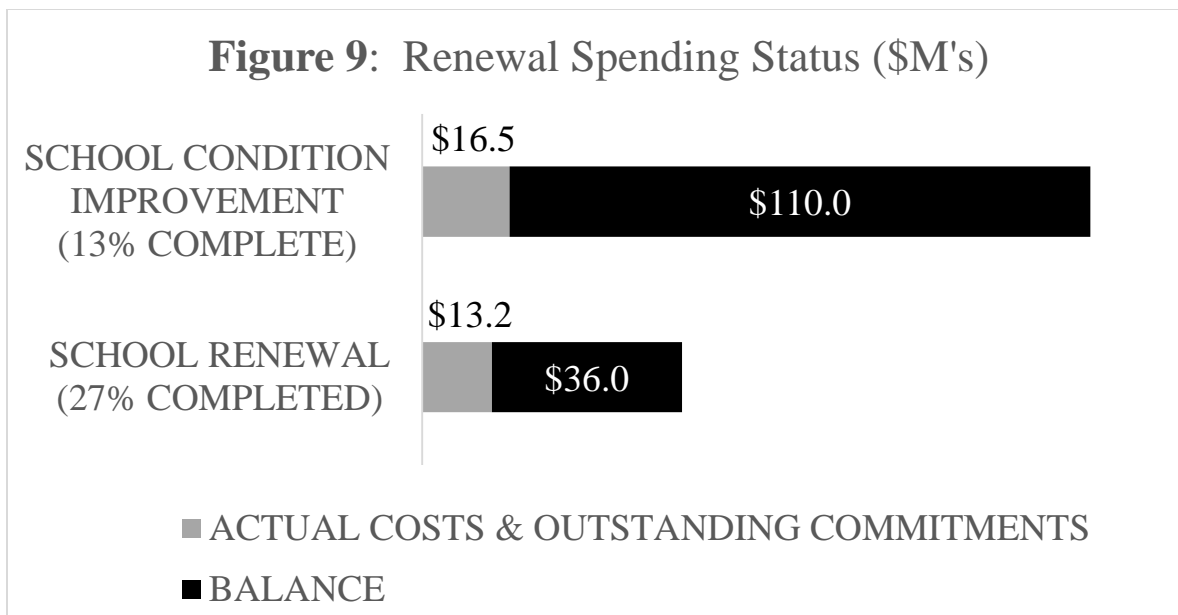 Figure 9:  Renewal Spending Status ($M's)
SCHOOL CONDITION
IMPROVEMENT
(13% COMPLETE)
$16.5
$110.0
SCHOOL RENEWAL
(27% COMPLETED)
$13.2
$36.0
ACTUAL COSTS & OUTSTANDING COMMITMENTS
BALANCE